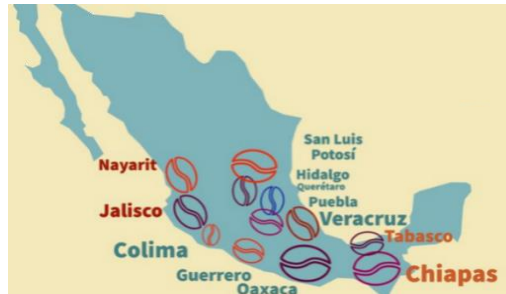 San Luis
Potosí
Nayarit
Hidalgo
Querétaro
Puebla
Jalisco
Veracruz
Tabasco
Colima
Chiapas
Guerrero
Oaxaca